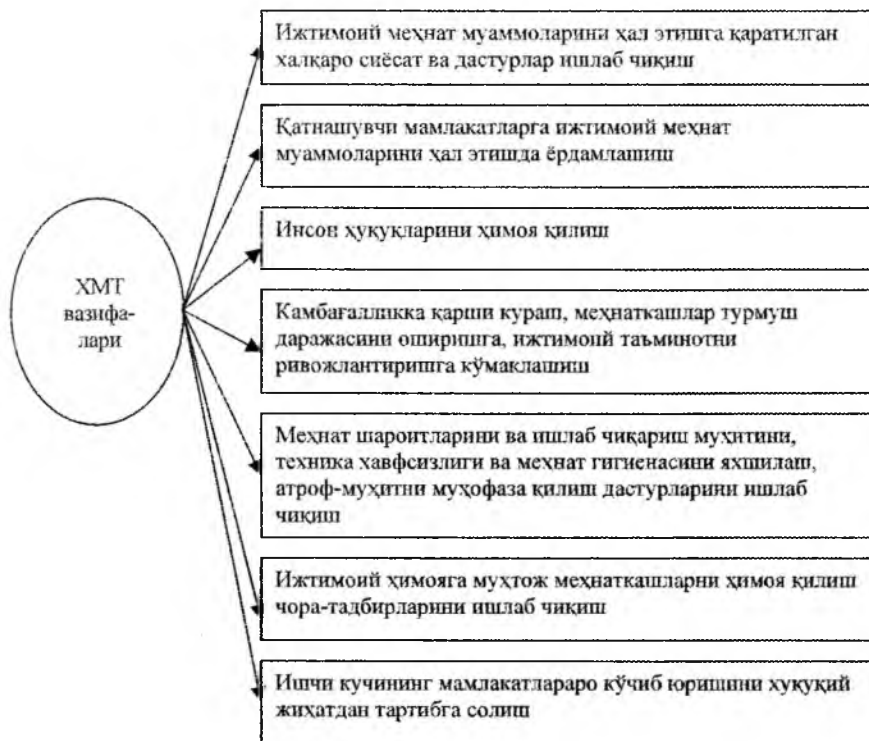 Ижтимоий меҳнат муаммоларини ҳал этишга қаратилган
халқаро сиёсат ва дастурлар ишлаб чиқиш
Қатнашувчи мамлакатларга ижтимоий меҳнат
муаммоларини ҳал этишда ёрдамлашиш
Инсон ҳуқуқларини ҳимоя қилиш
ХМТ
вазифа-
лари
Камбағалликка қарши кураш, меҳнаткашлар турмуш
даражасини оширишга, ижтимоий таъминотни
ривожлантиришга кўмаклашиш
Меҳнат шароитларини ва ишлаб чиқариш муҳитини,
техника хавфсизлиги ва меҳнат гигиенасини яхшилаш,
атроф-муҳитни муҳофаза қилиш дастурларини ишлаб
чиқиш
Ижтимоий ҳимояга муҳтож меҳнаткашларни ҳимоя қилиш
чора-тадбирларини ишлаб чиқиш
Ишчи кучининг мамлакатлараро кўчиб юришини хуқуқий
жиҳатдан тартибга солиш